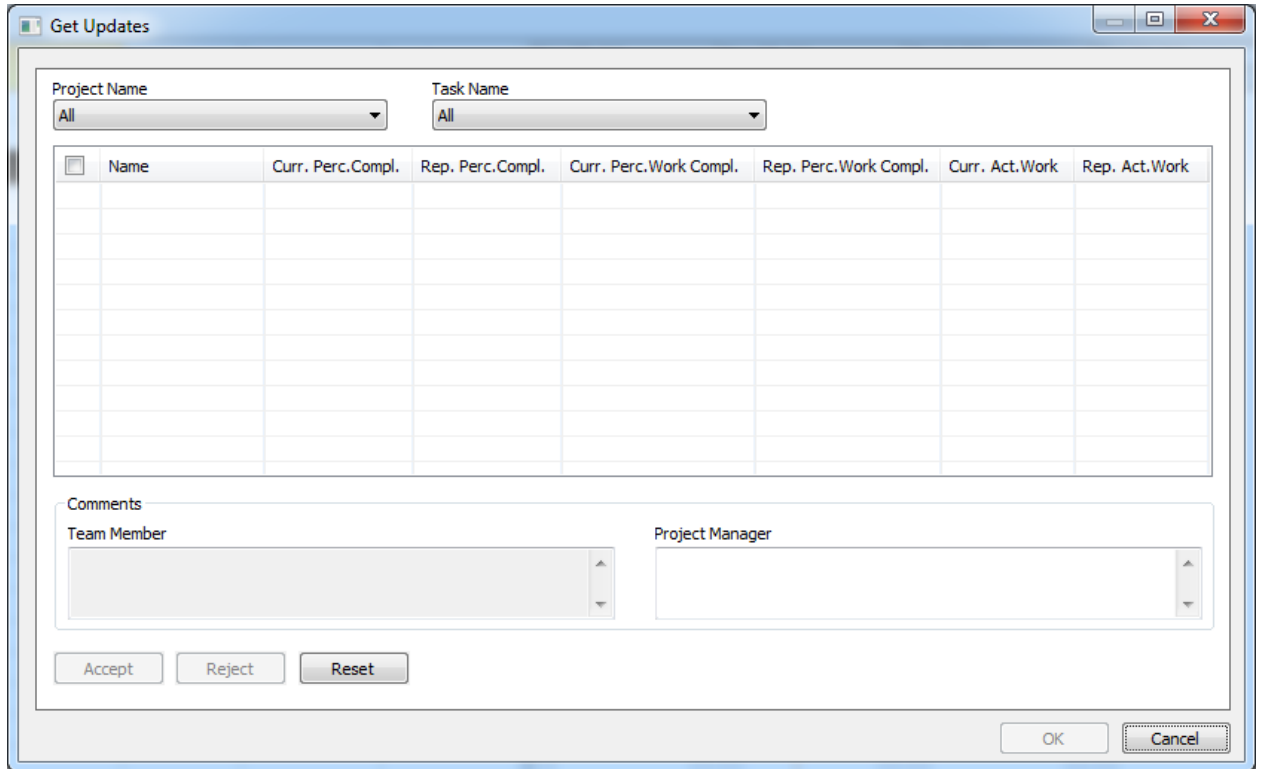 Get Updates
Project Name Task Name
All All
Name Curr. Perc.Compl. Rep. Perc.Compl. Curr. Perc.Work Compl. Rep. Perc.Work Compl. Curr. Act.Work Rep. Act.Work
Comments
Team Member Project Manager
Accept Reject Reset
OK Cancel